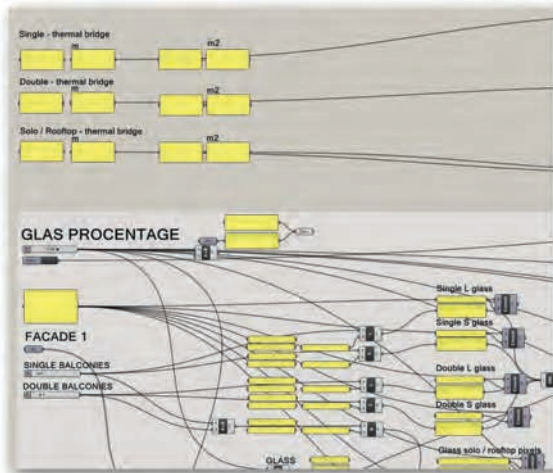 Single - thermal bridge
m
m2
Double - thermal bridge
m
m2
Solo / Rooftop - thermal bridge
m
m2
GLAS PROCENTAGE
FACADE 1
SINGLE BALCONIES
DOUBLE BALCONIES
Single L glass
Single S glass
Double L glass
Double S glass
GLASS
Glass solo / rooftop pixels